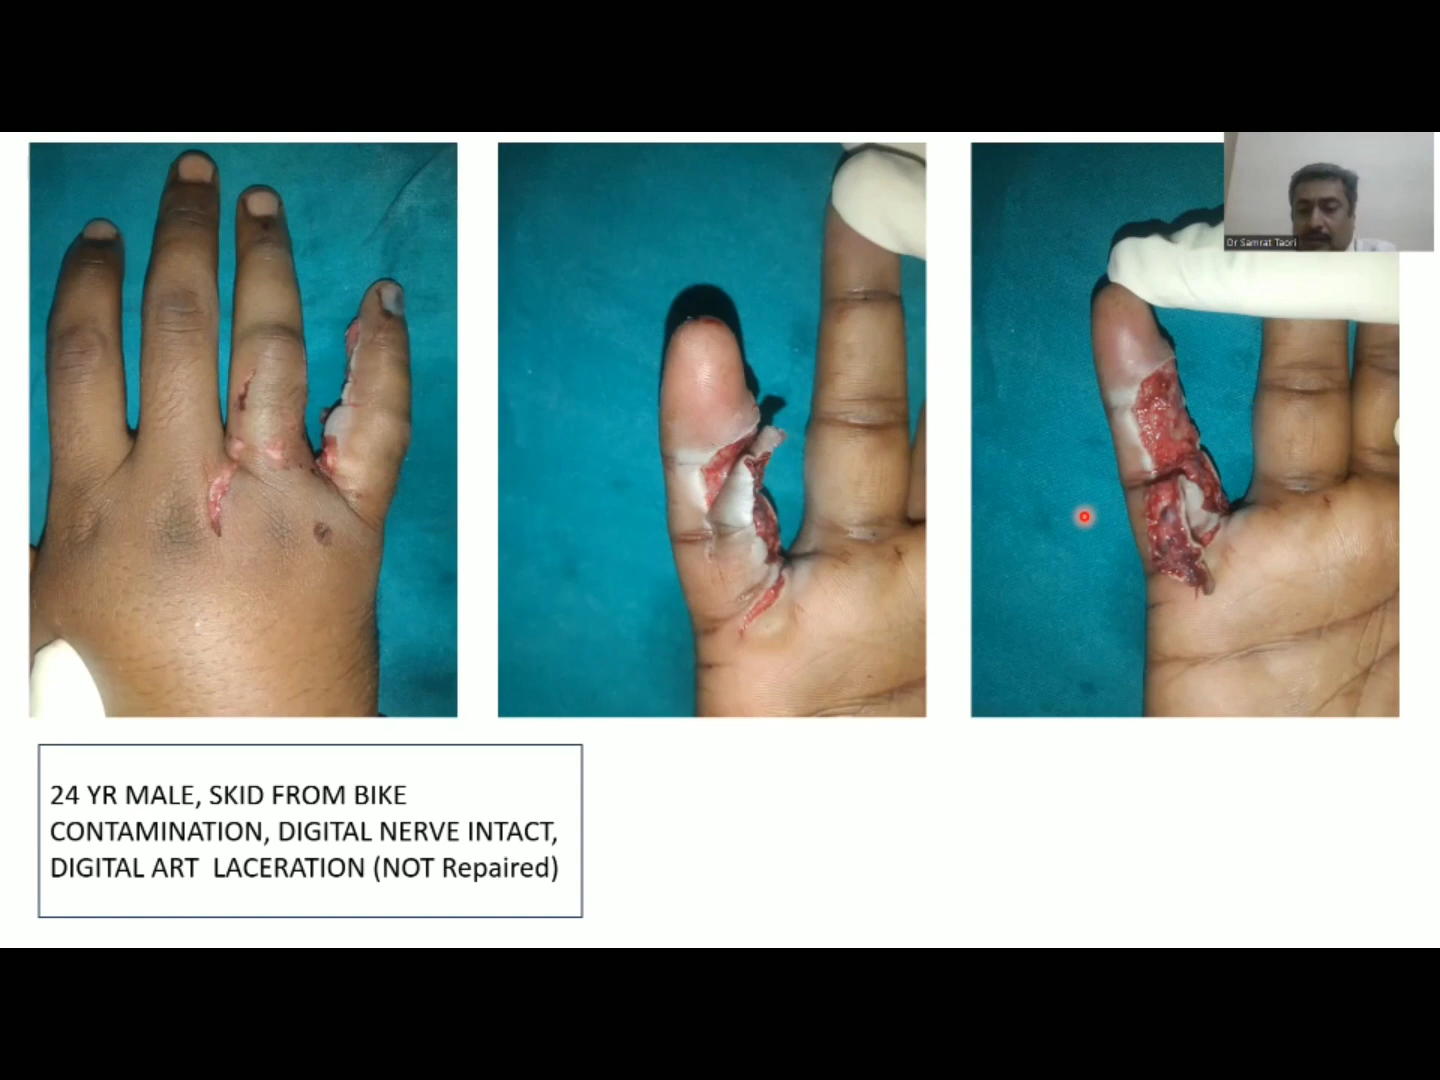 Dr Samrat Taori
24 YR MALE, SKID FROM BIKE
CONTAMINATION, DIGITAL NERVE INTACT,
DIGITAL ART  LACERATION (NOT Repaired)